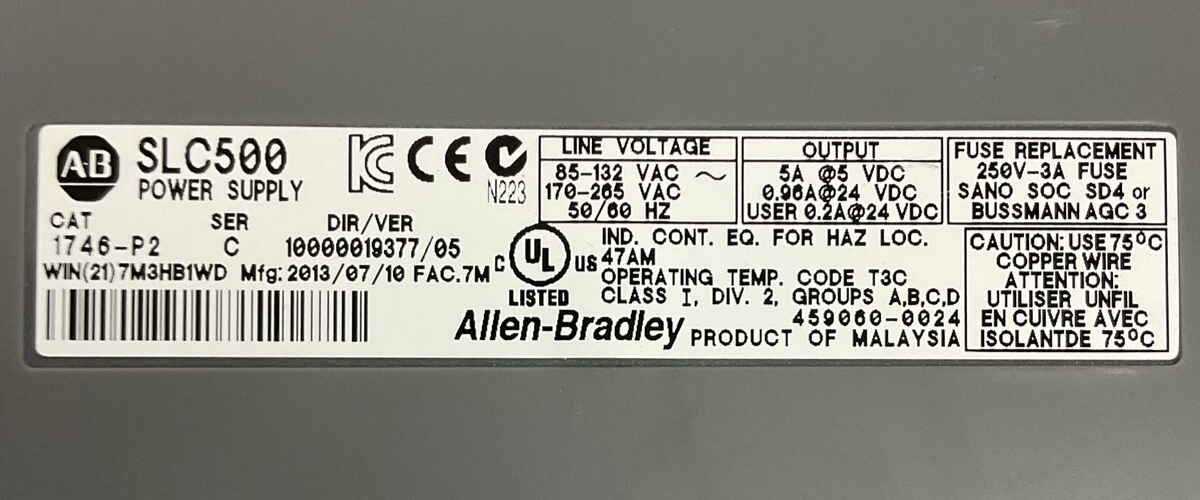 A-B
SLC500
POWER SUPPLY
CAT SER DIR/VER
1746-P2 C 10000019377/05
WIN(21)7M3HB1WD Mfg:2013/07/10 FAC.7M
KC CE N223
LINE VOLTAGE
85-132 VAC ~
170-265 VAC
50/60 HZ
OUTPUT
5A @5 VDC
0.96A@24 VDC
USER 0.2A@24 VDC
FUSE REPLACEMENT
250V-3A FUSE
SANO SOC SD4 or
BUSSMANN AGC 3
C UL US
LISTED
IND. CONT. EQ. FOR HAZ LOC.
47AM
OPERATING TEMP. CODE T3C
CLASS I, DIV. 2, GROUPS A,B,C,D
459060-0024
Allen-Bradley PRODUCT OF MALAYSIA
CAUTION: USE 75°C
COPPER WIRE
ATTENTION:
UTILISER UNFIL
EN CUIVRE AVEC
ISOLANTDE 75°C